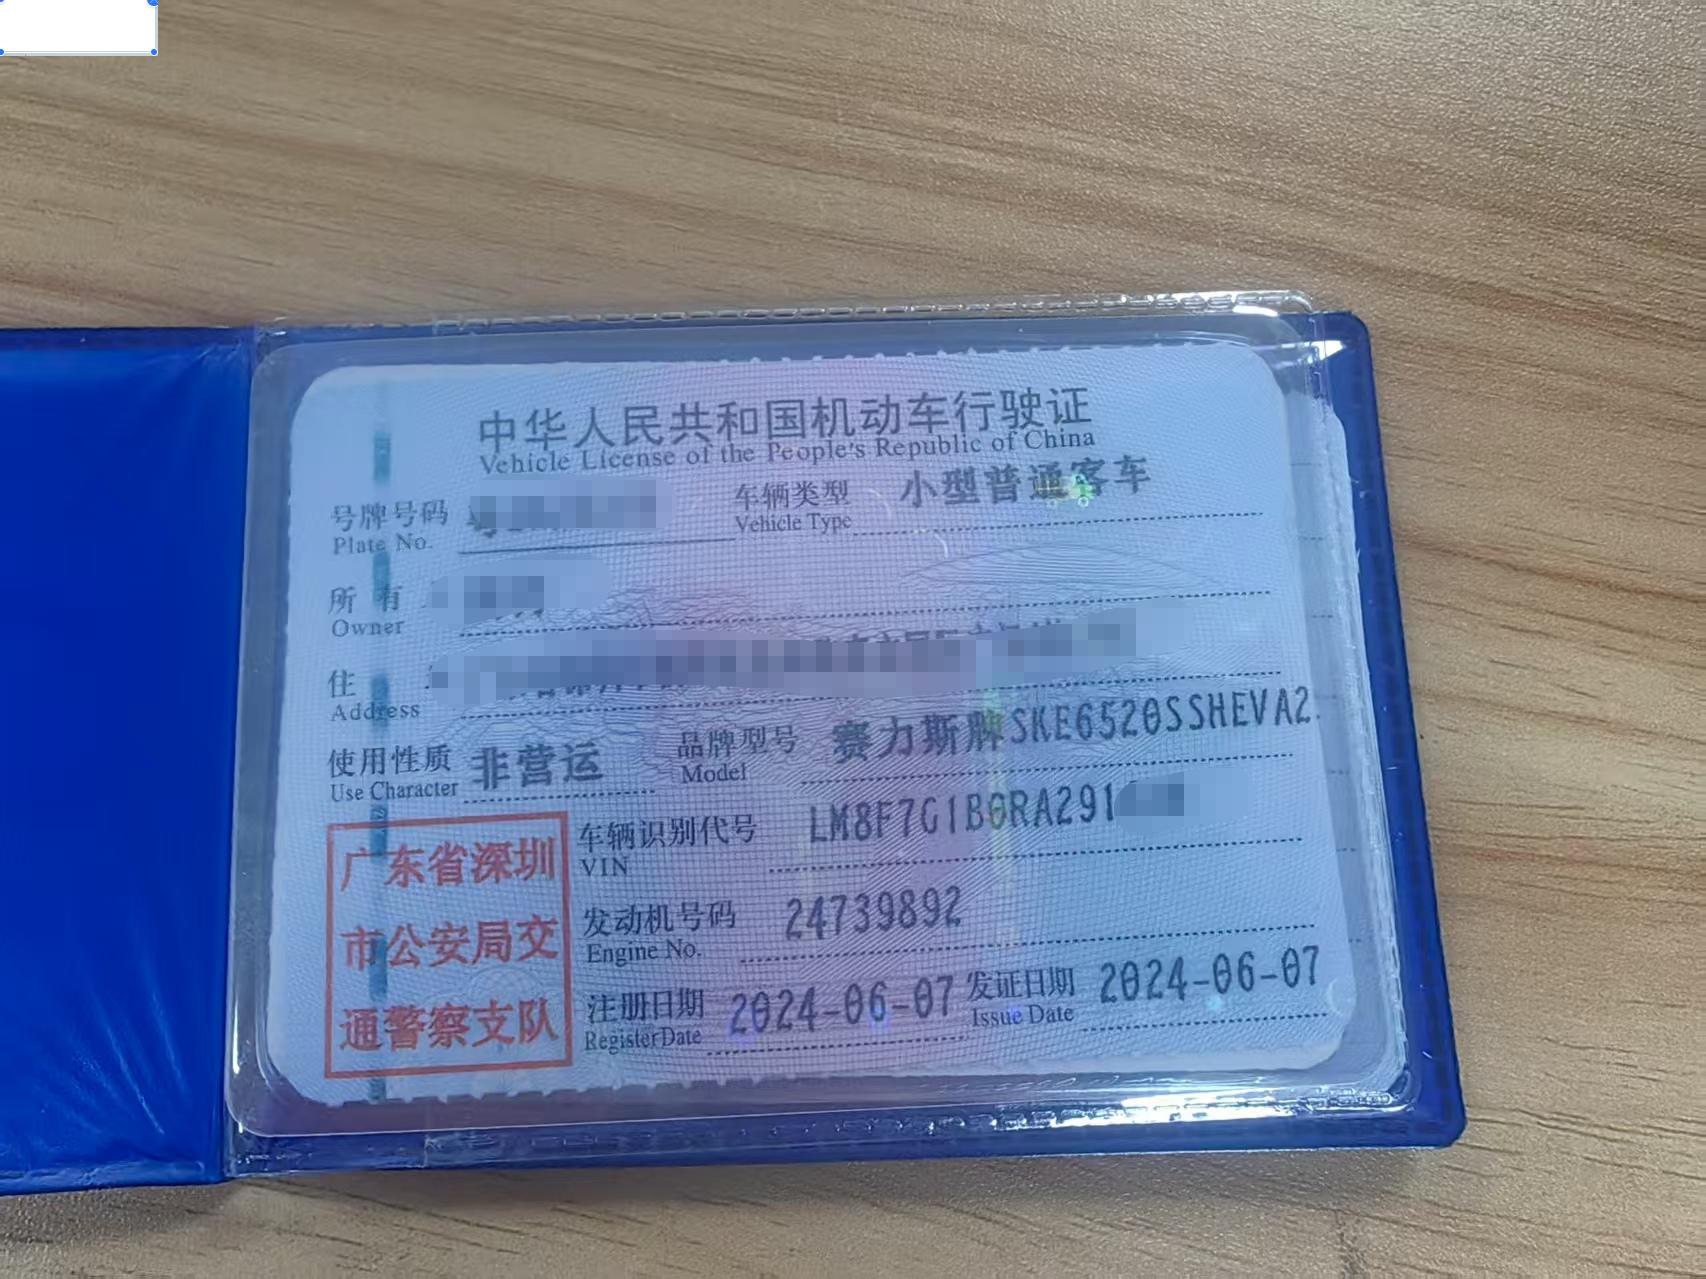 中华人民共和国机动车行驶证
Vehicle License of the People's Republic of China
号牌号码 车辆类型 小型普通客车
Plate No. Vehicle Type
所 有
Owner
住
Address
使用性质 非营运 品牌型号 赛力斯牌SKE6520SSHEVA2
Use Character Model
车辆识别代号 LM8F7G1B0RA291
VIN
发动机号码 24739892
Engine No.
注册日期 2024-06-07 发证日期 2024-06-07
Register Date Issue Date
广东省深圳
市公安局交
通警察支队